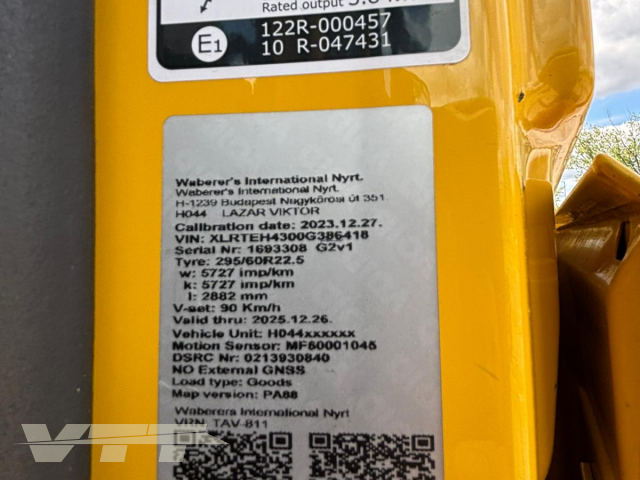 Rated output
E1
122R-000457
10 R-047431
Waberer's International Nyrt.
Waberer's International Nyrt.
H-1239 Budapest Nagykőrösi út 351.
H044 LAZAR VIKTOR
Calibration date: 2023.12.27.
VIN: XLRTEH4300G386418
Serial Nr: 1693308 G2v1
Tyre: 295/60R22.5
w: 5727 imp/km
k: 5727 imp/km
l: 2882 mm
V-set: 90 Km/h
Valid thru: 2025.12.26.
Vehicle Unit: H044xxxxxx
Motion Sensor: MF50001045
DSRC Nr: 0213930840
NO External GNSS
Load type: Goods
Map version: PA88
Waberers International Nyrt
VRN: TAV-811
VTT